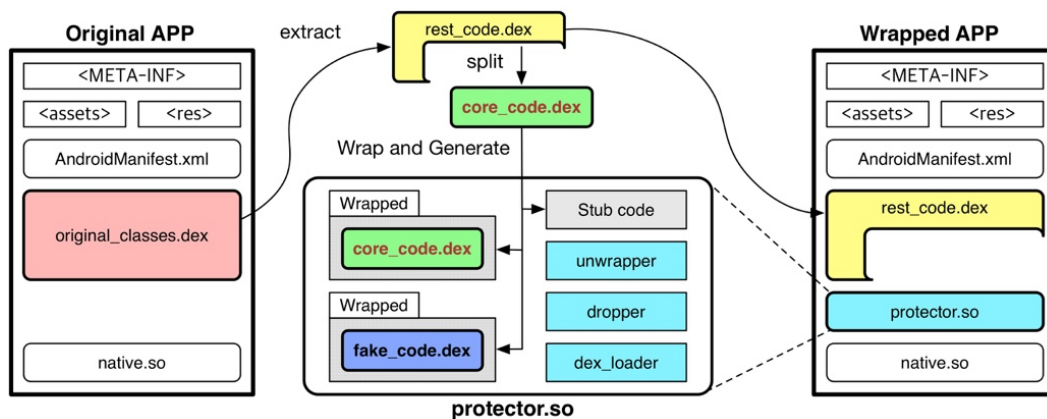 Original APP
<META-INF>
<assets>
<res>
AndroidManifest.xml
original_classes.dex
native.so
extract
rest_code.dex
split
core_code.dex
Wrap and Generate
Wrapped
core_code.dex
Wrapped
fake_code.dex
Stub code
unwrapper
dropper
dex_loader
protector.so
Wrapped APP
<META-INF>
<assets>
<res>
AndroidManifest.xml
rest_code.dex
protector.so
native.so